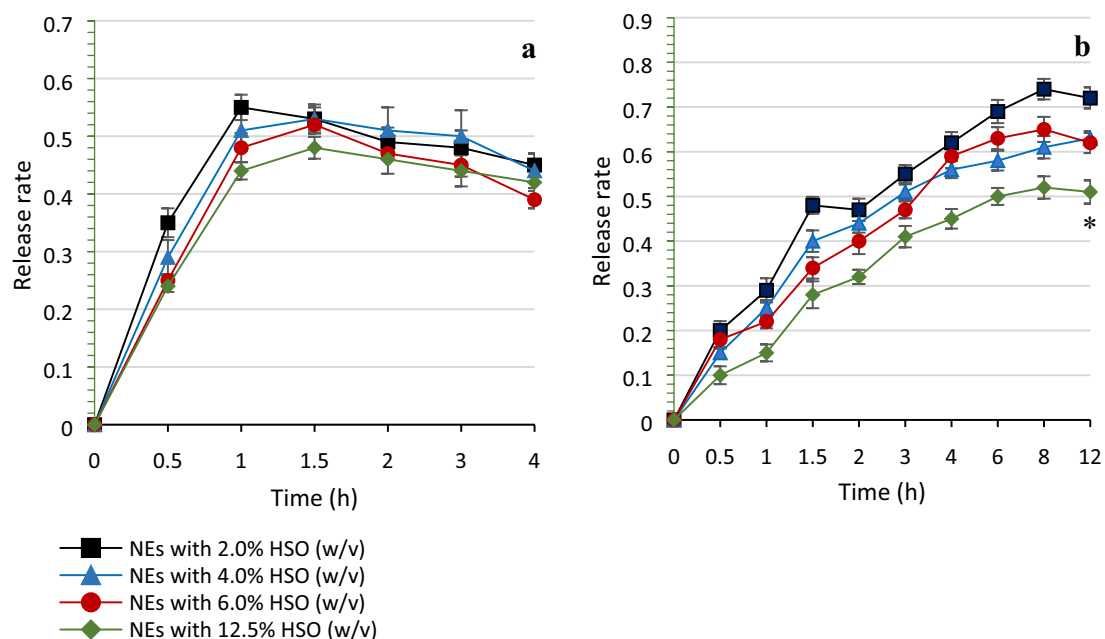 a
0.7
0.6
0.5
0.4
0.3
0.2
0.1
0
Release rate
0 0.5 1 1.5 2 3 4
Time (h)
b
0.9
0.8
0.7
0.6
0.5
0.4
0.3
0.2
0.1
0
Release rate
*
0 0.5 1 1.5 2 3 4 6 8 12
Time (h)
NEs with 2.0% HSO (w/v)
NEs with 4.0% HSO (w/v)
NEs with 6.0% HSO (w/v)
NEs with 12.5% HSO (w/v)